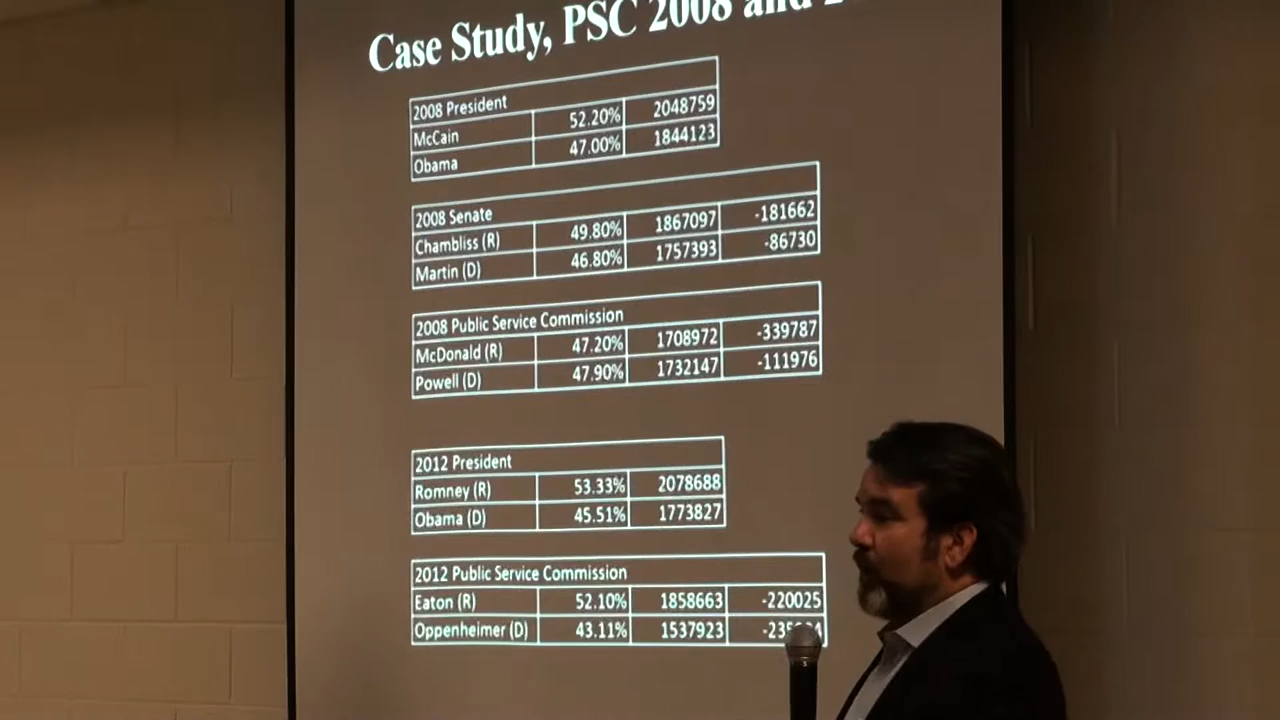 Case Study, PSC 2008 and
2008 President
McCain 52.20% 2048759
Obama 47.00% 1844123
2008 Senate
Chambliss (R) 49.80% 1867097 -181662
Martin (D) 46.80% 1757393 -86730
2008 Public Service Commission
McDonald (R) 47.20% 1708972 -339787
Powell (D) 47.90% 1732147 -111976
2012 President
Romney (R) 53.33% 2078688
Obama (D) 45.51% 1773827
2012 Public Service Commission
Eaton (R) 52.10% 1858663 -220025
Oppenheimer (D) 43.11% 1537923